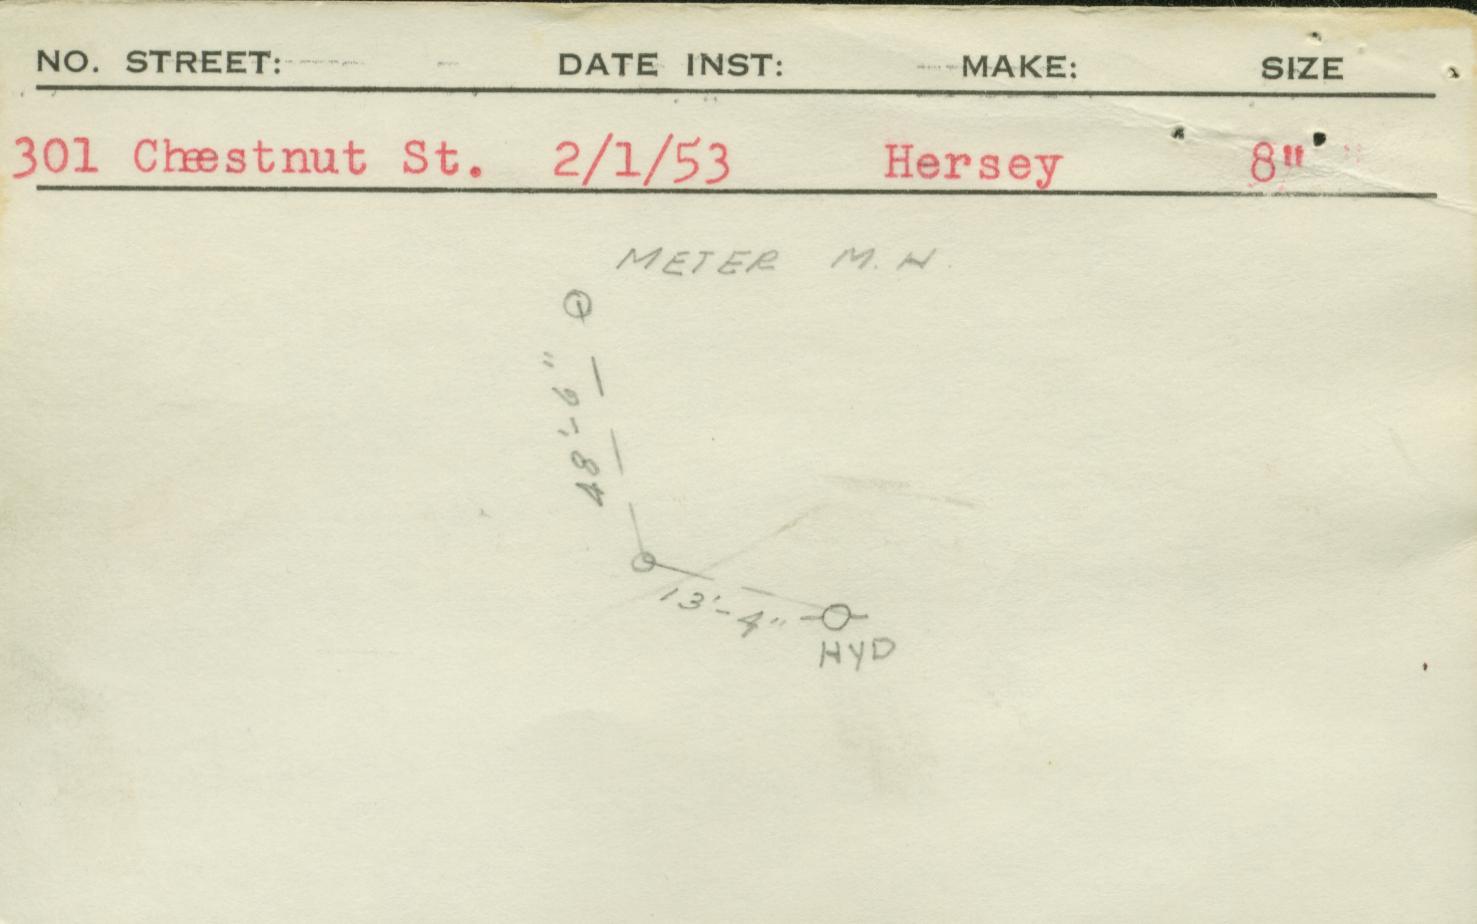 NO. STREET: DATE INST: MAKE: SIZE
301 Chestnut St. 2/1/53 Hersey 8"
METER M.H.
48'-6"
13'-4"
HYD